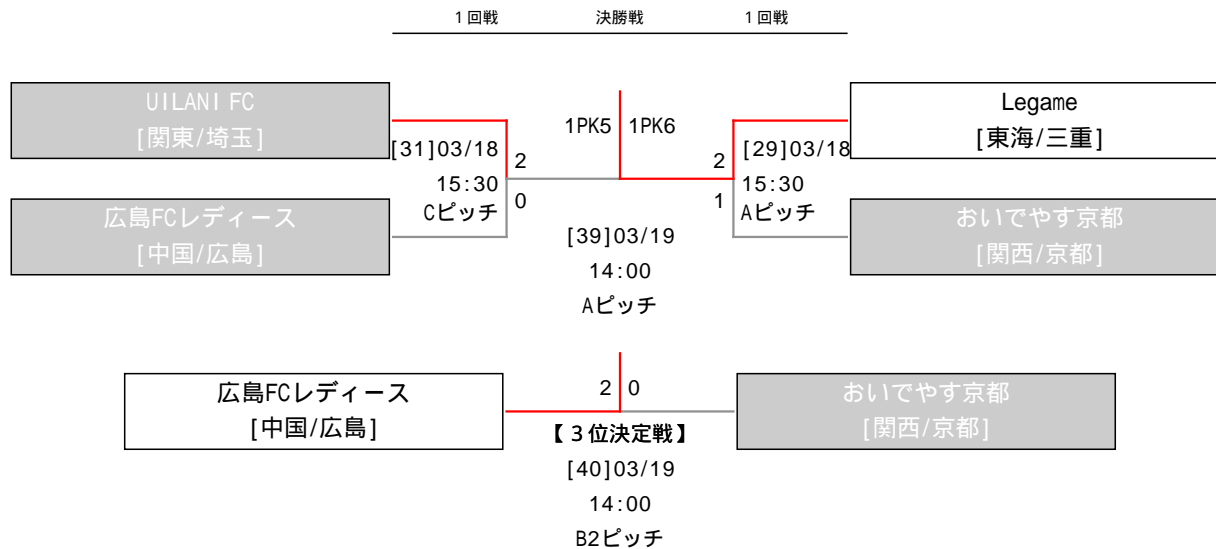 1回戦 決勝戦 1回戦
UILANI FC
[関東/埼玉]
1PK5 1PK6
Legame
[東海/三重]
[31]03/18
15:30
Cピッチ
2
0
2
1
[29]03/18
15:30
Aピッチ
広島FCレディース
[中国/広島]
[39]03/19
14:00
Aピッチ
おいでやす京都
[関西/京都]
広島FCレディース
[中国/広島]
2 0
おいでやす京都
[関西/京都]
【3位決定戦】
[40]03/19
14:00
B2ピッチ